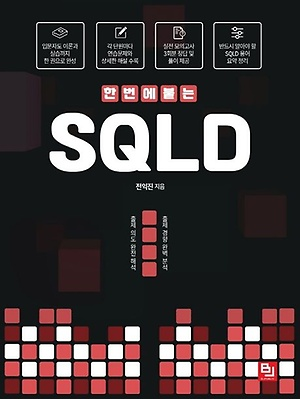 입문자도 이론과
실습까지
한 권으로 완성
각 단원마다
연습문제와
상세한 해설 수록
실전 모의고사
3회분 정답 및
풀이 제공
반드시 알아야 할
SQLD 용어
요약 정리
한번에붙는
SQLD
전익진 지음
출제 의도 완전 해석
출제 경향 완벽 분석
BJ